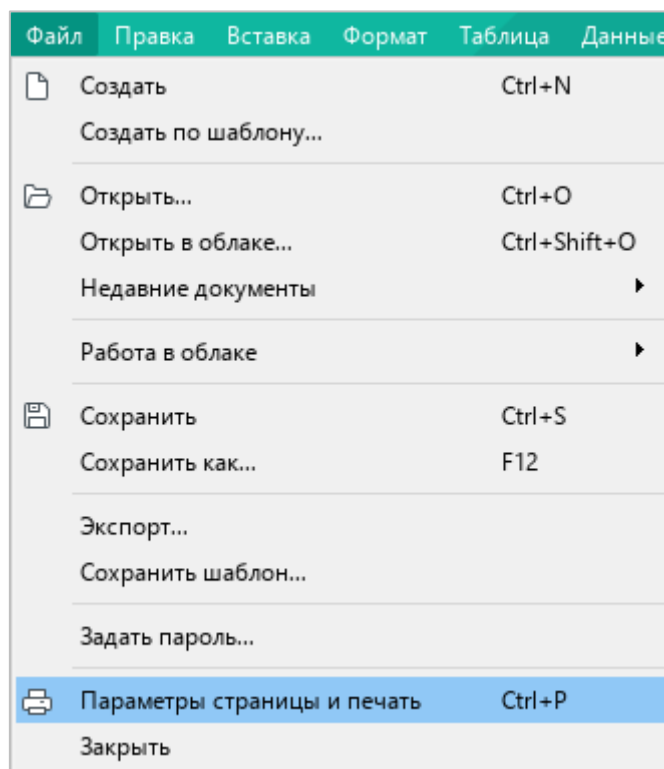 Файл Правка Вставка Формат Таблица Данные
Создать Ctrl+N
Создать по шаблону...
Открыть... Ctrl+O
Открыть в облаке... Ctrl+Shift+O
Недавние документы
Работа в облаке
Сохранить Ctrl+S
Сохранить как... F12
Экспорт...
Сохранить шаблон...
Задать пароль...
Параметры страницы и печать Ctrl+P
Закрыть